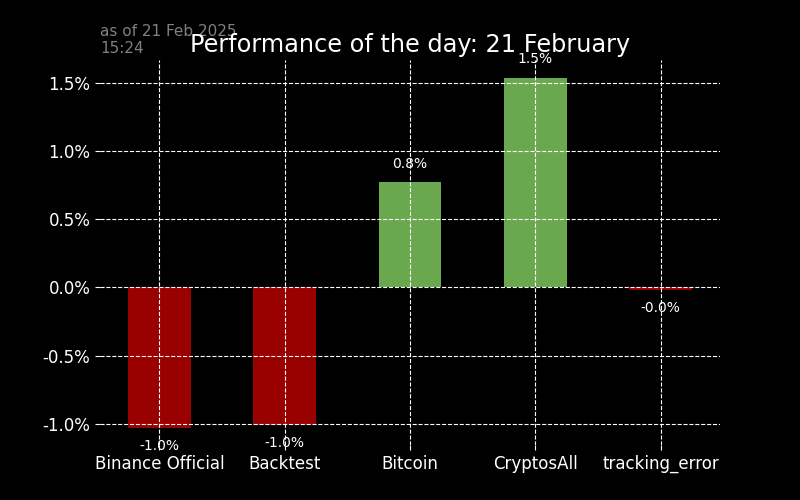 as of 21 Feb 2025
15:24
Performance of the day: 21 February
1.5%
1.0%
0.5%
0.0%
-0.5%
-1.0%
1.5%
0.8%
-0.0%
-1.0%
-1.0%
Binance Official
Backtest
Bitcoin
CryptosAll
tracking_error